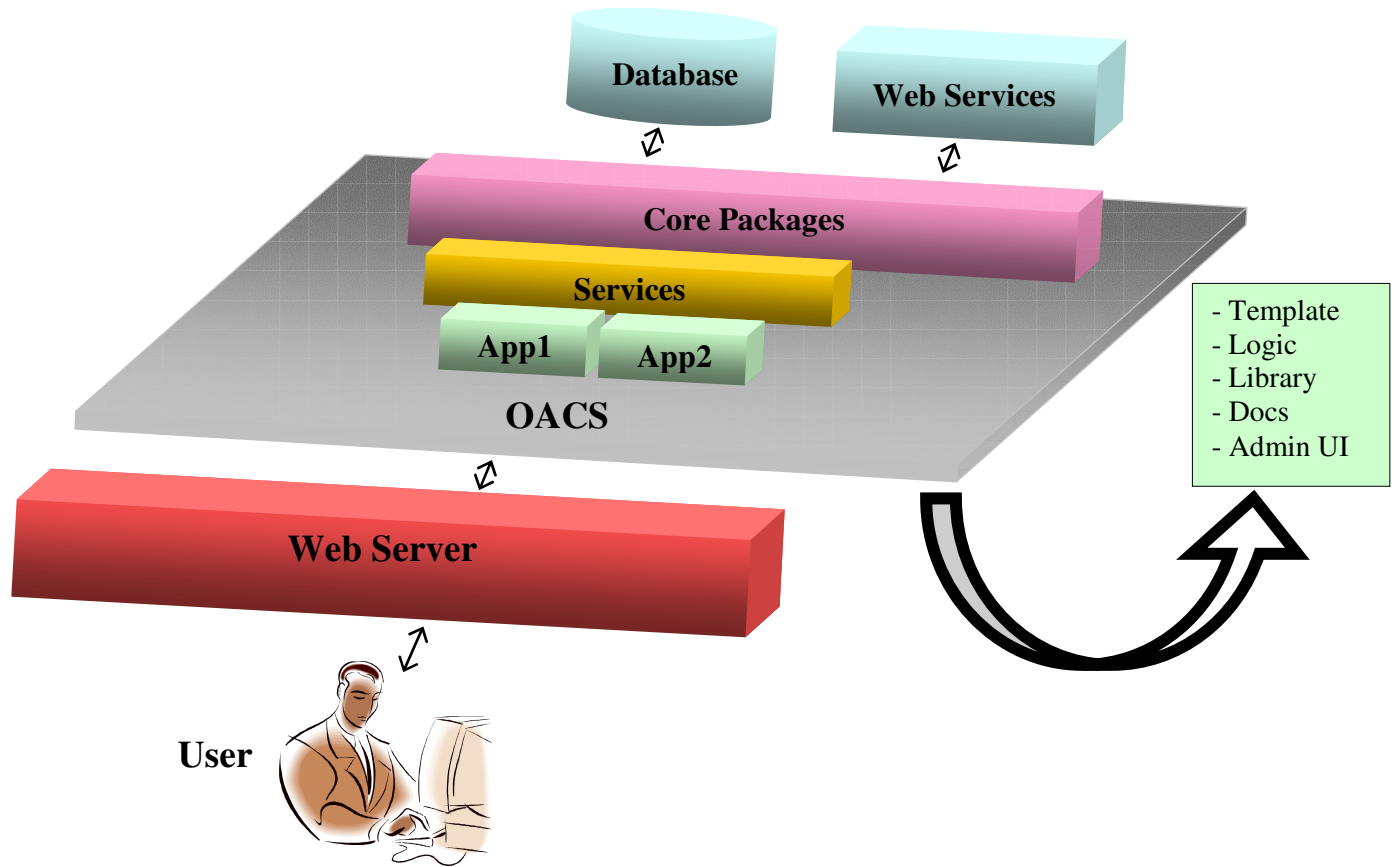 Database
Web Services
Core Packages
Services
App1
App2
OACS
- Template
- Logic
- Library
- Docs
- Admin UI
Web Server
User